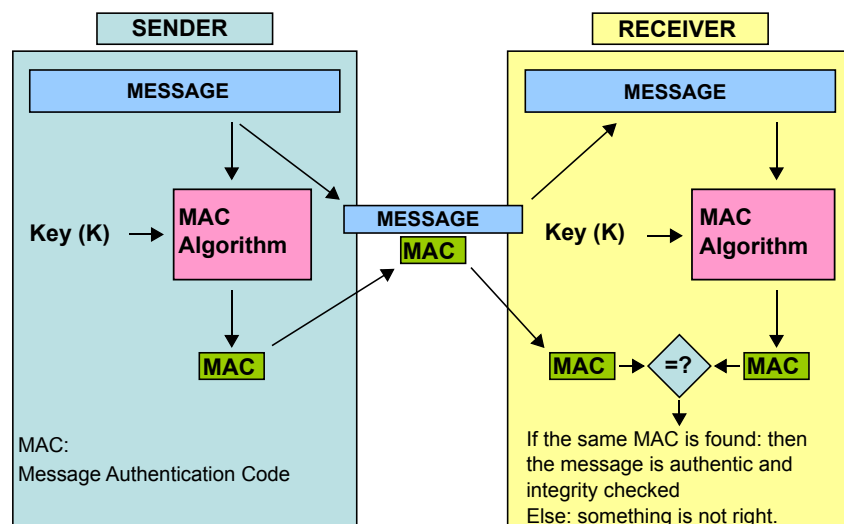 SENDER
RECEIVER
MESSAGE
MESSAGE
Key (K)
MAC
Algorithm
MESSAGE
MAC
Key (K)
MAC
Algorithm
MAC
MAC
=?
MAC
MAC:
Message Authentication Code
If the same MAC is found: then
the message is authentic and
integrity checked
Else: something is not right.